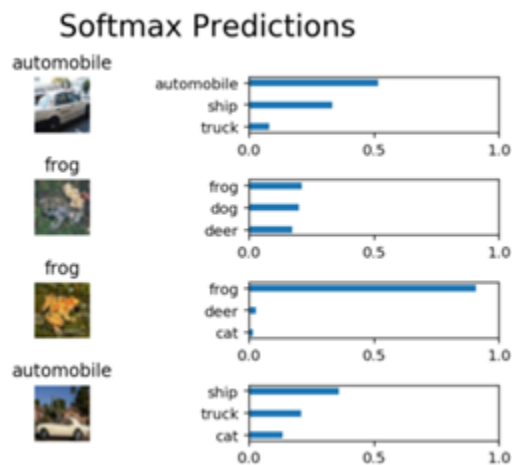 Softmax Predictions
automobile
automobile
ship
truck
0.0 0.5 1.0
frog
frog
dog
deer
0.0 0.5 1.0
frog
frog
deer
cat
0.0 0.5 1.0
automobile
ship
truck
cat
0.0 0.5 1.0